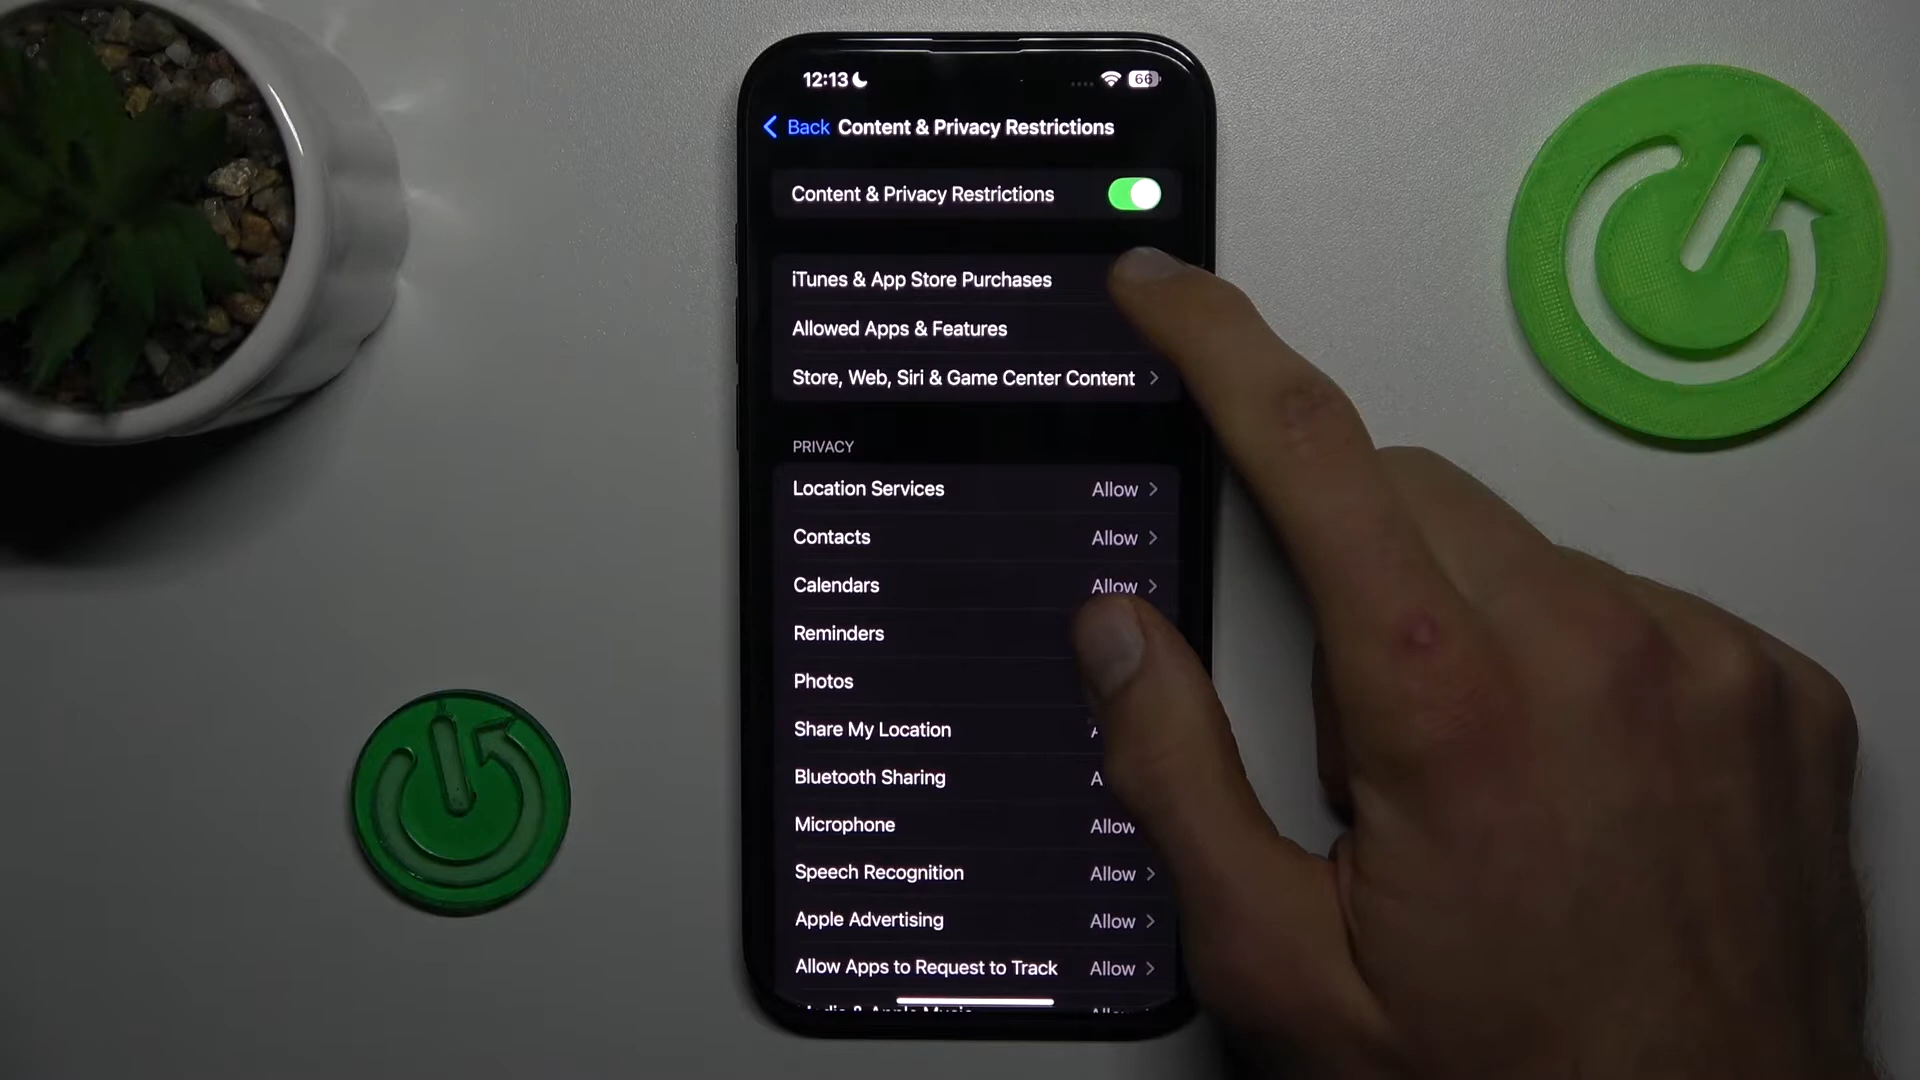 12:13
66
Back Content & Privacy Restrictions
Content & Privacy Restrictions
iTunes & App Store Purchases
Allowed Apps & Features
Store, Web, Siri & Game Center Content
PRIVACY
Location Services Allow
Contacts Allow
Calendars Allow
Reminders
Photos
Share My Location
Bluetooth Sharing
Microphone Allow
Speech Recognition Allow
Apple Advertising Allow
Allow Apps to Request to Track Allow